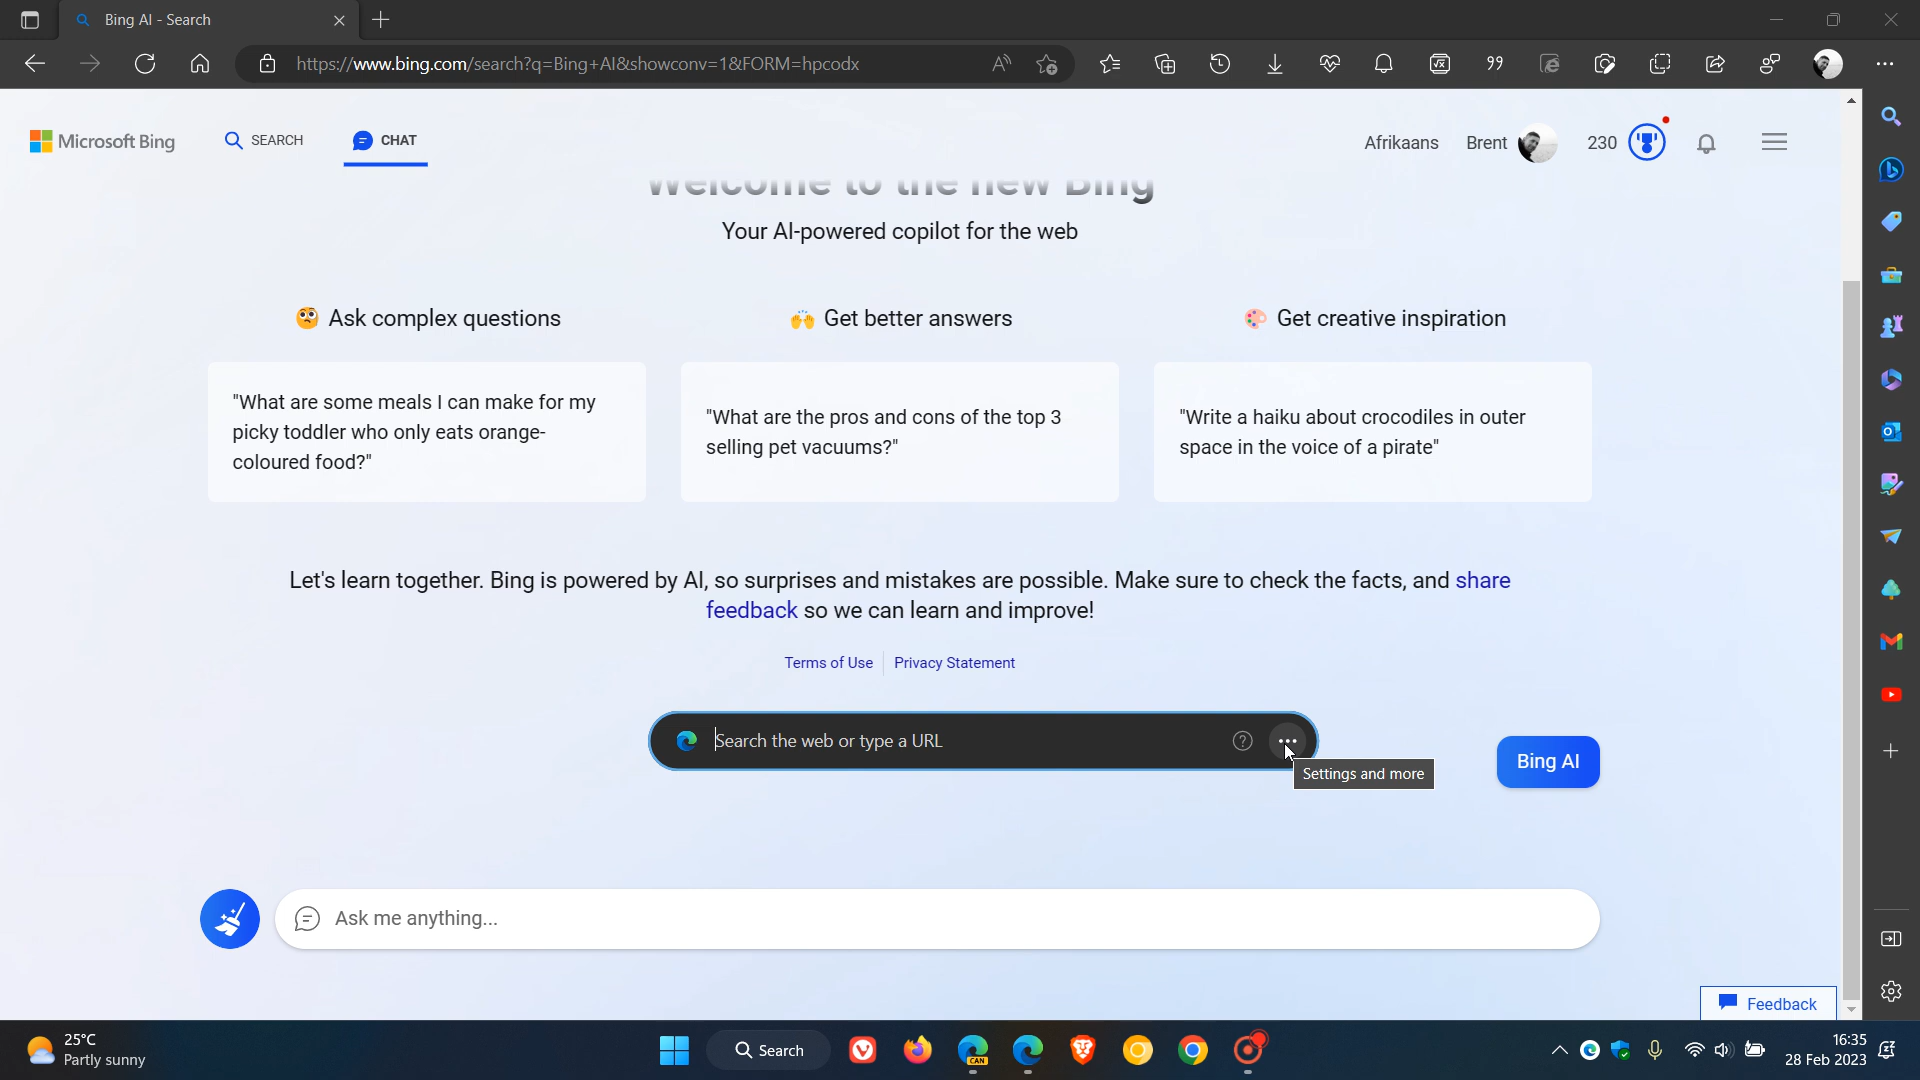 Bing AI - Search
https://www.bing.com/search?q=Bing+AI&showconv=1&FORM=hpcodx
Microsoft Bing
SEARCH
CHAT
Afrikaans
Brent
230
Welcome to the new Bing
Your AI-powered copilot for the web
🤨 Ask complex questions
🙌 Get better answers
🎨 Get creative inspiration
"What are some meals I can make for my
picky toddler who only eats orange-
coloured food?"
"What are the pros and cons of the top 3
selling pet vacuums?"
"Write a haiku about crocodiles in outer
space in the voice of a pirate"
Let's learn together. Bing is powered by AI, so surprises and mistakes are possible. Make sure to check the facts, and share
feedback so we can learn and improve!
Terms of Use
Privacy Statement
Search the web or type a URL
Settings and more
Bing AI
Ask me anything...
Feedback
25°C
Partly sunny
Search
CAN
16:35
28 Feb 2023